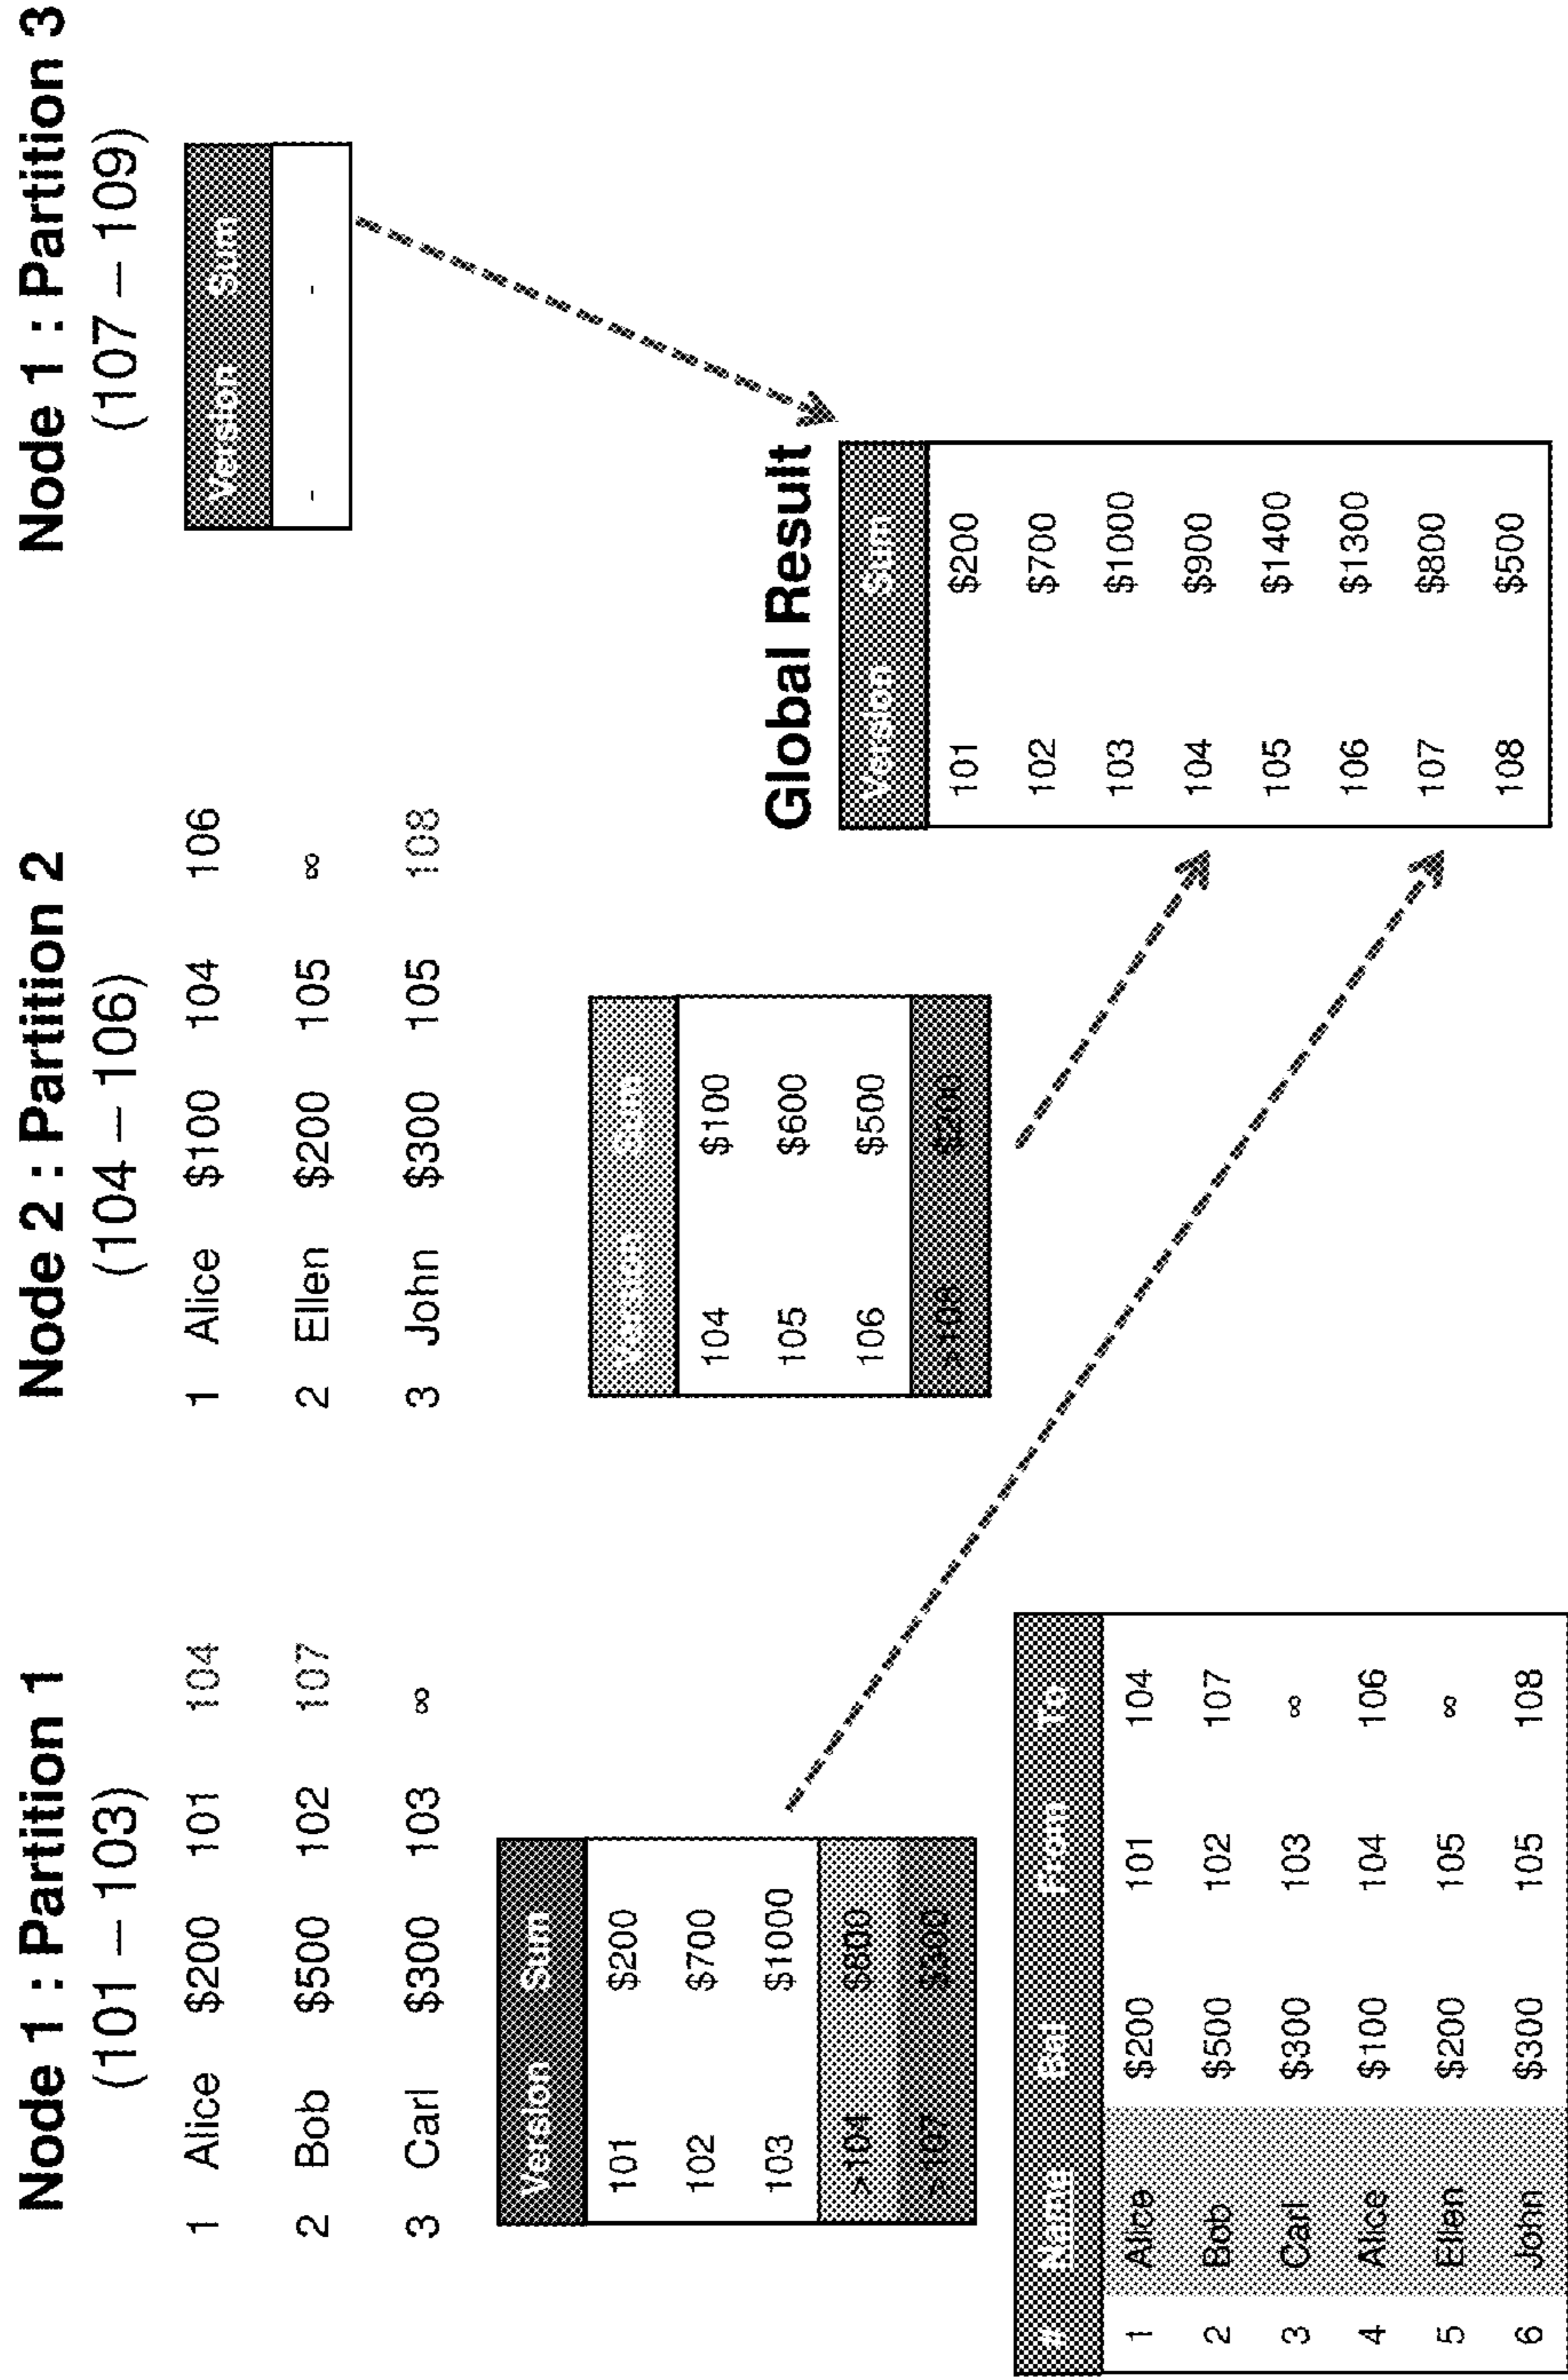 Node 1 : Partition 1
(101 – 103)
1 Alice $200 101 104
2 Bob $500 102 107
3 Carl $300 103 ∞
Version Sum
101 $200
102 $700
103 $1000
>104 $800
>107 $300
# Name Bal From To
1 Alice $200 101 104
2 Bob $500 102 107
3 Carl $300 103 ∞
4 Alice $100 104 106
5 Ellen $200 105 ∞
6 John $300 105 108
Node 2 : Partition 2
(104 – 106)
1 Alice $100 104 106
2 Ellen $200 105 ∞
3 John $300 105 108
Version Sum
104 $100
105 $600
106 $500
>108 $200
Node 1 : Partition 3
(107 – 109)
Version Sum
- -
Global Result
Version Sum
101 $200
102 $700
103 $1000
104 $900
105 $1400
106 $1300
107 $800
108 $500